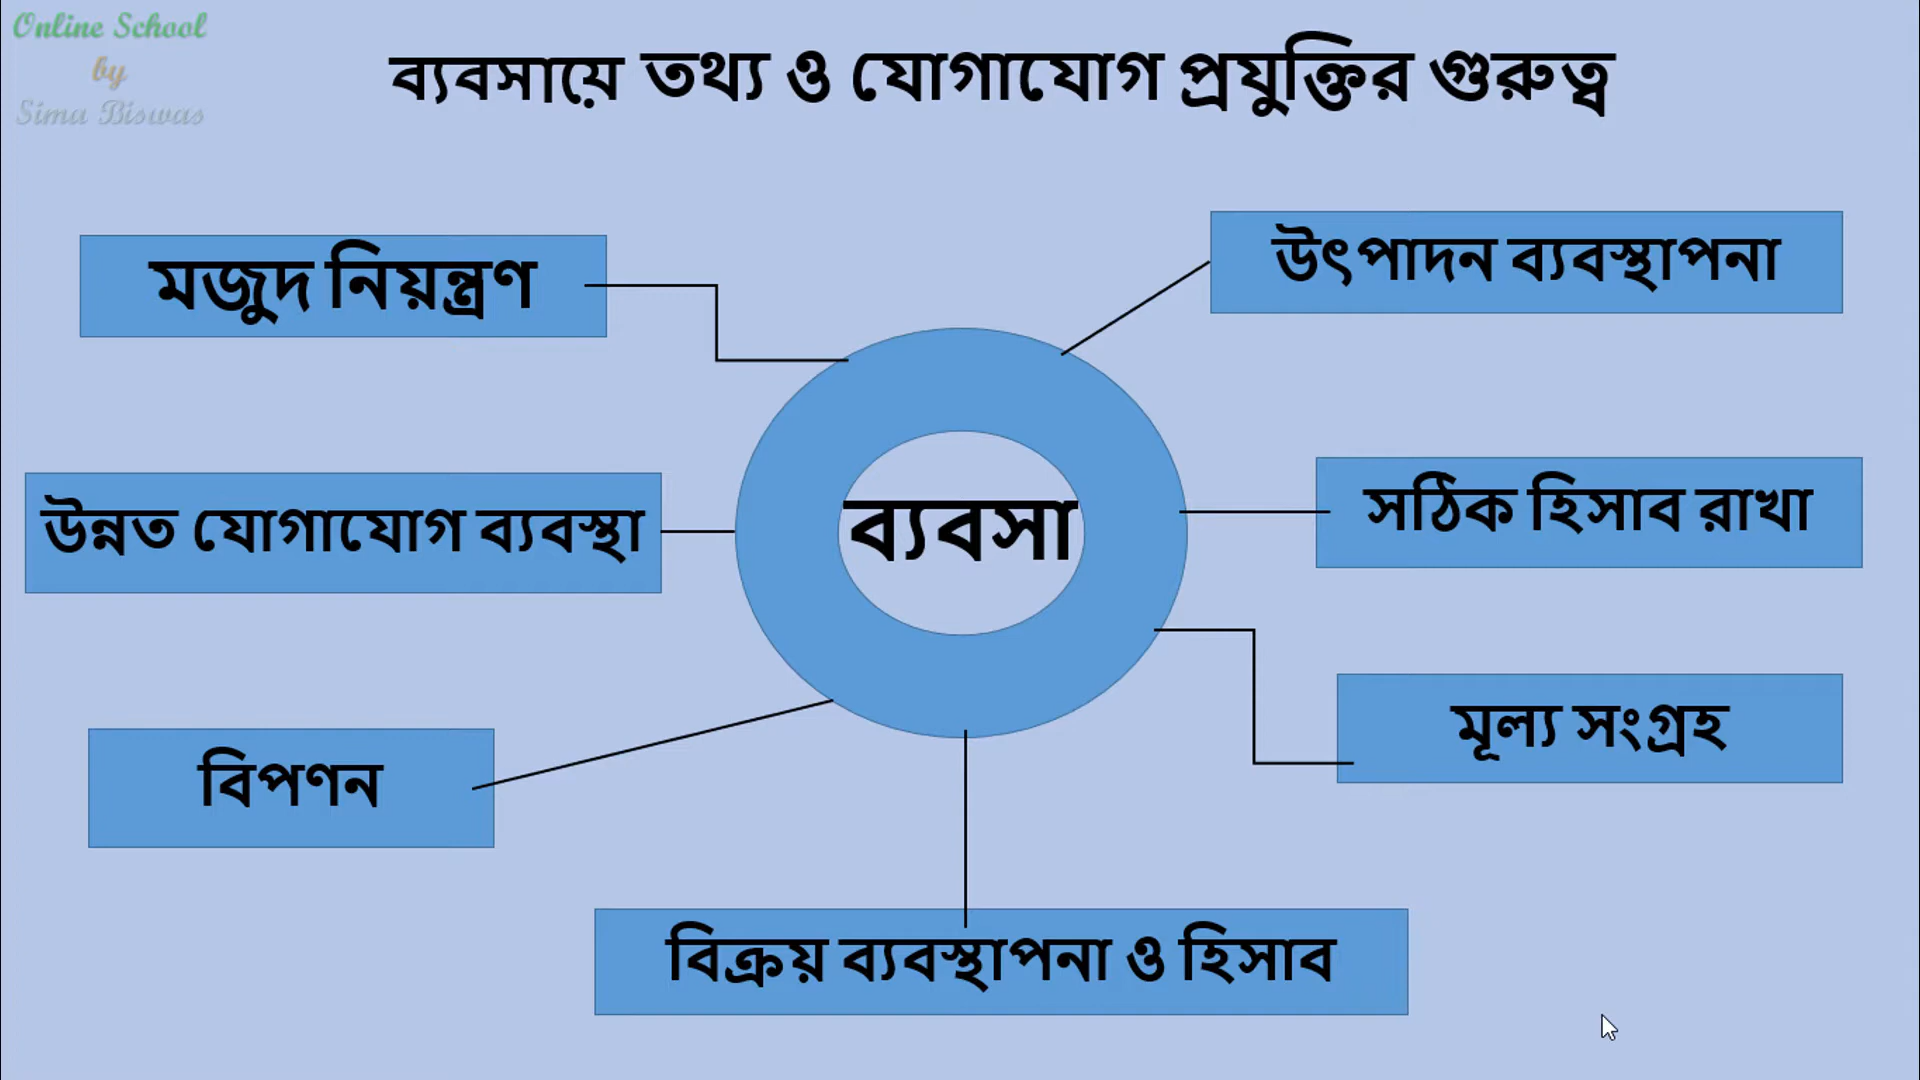 Online School
by
Sima Biswas
ব্যবসায়ে তথ্য ও যোগাযোগ প্রযুক্তির গুরুত্ব
মজুদ নিয়ন্ত্রণ
উৎপাদন ব্যবস্থাপনা
উন্নত যোগাযোগ ব্যবস্থা
ব্যবসা
সঠিক হিসাব রাখা
মূল্য সংগ্রহ
বিপণন
বিক্রয় ব্যবস্থাপনা ও হিসাব